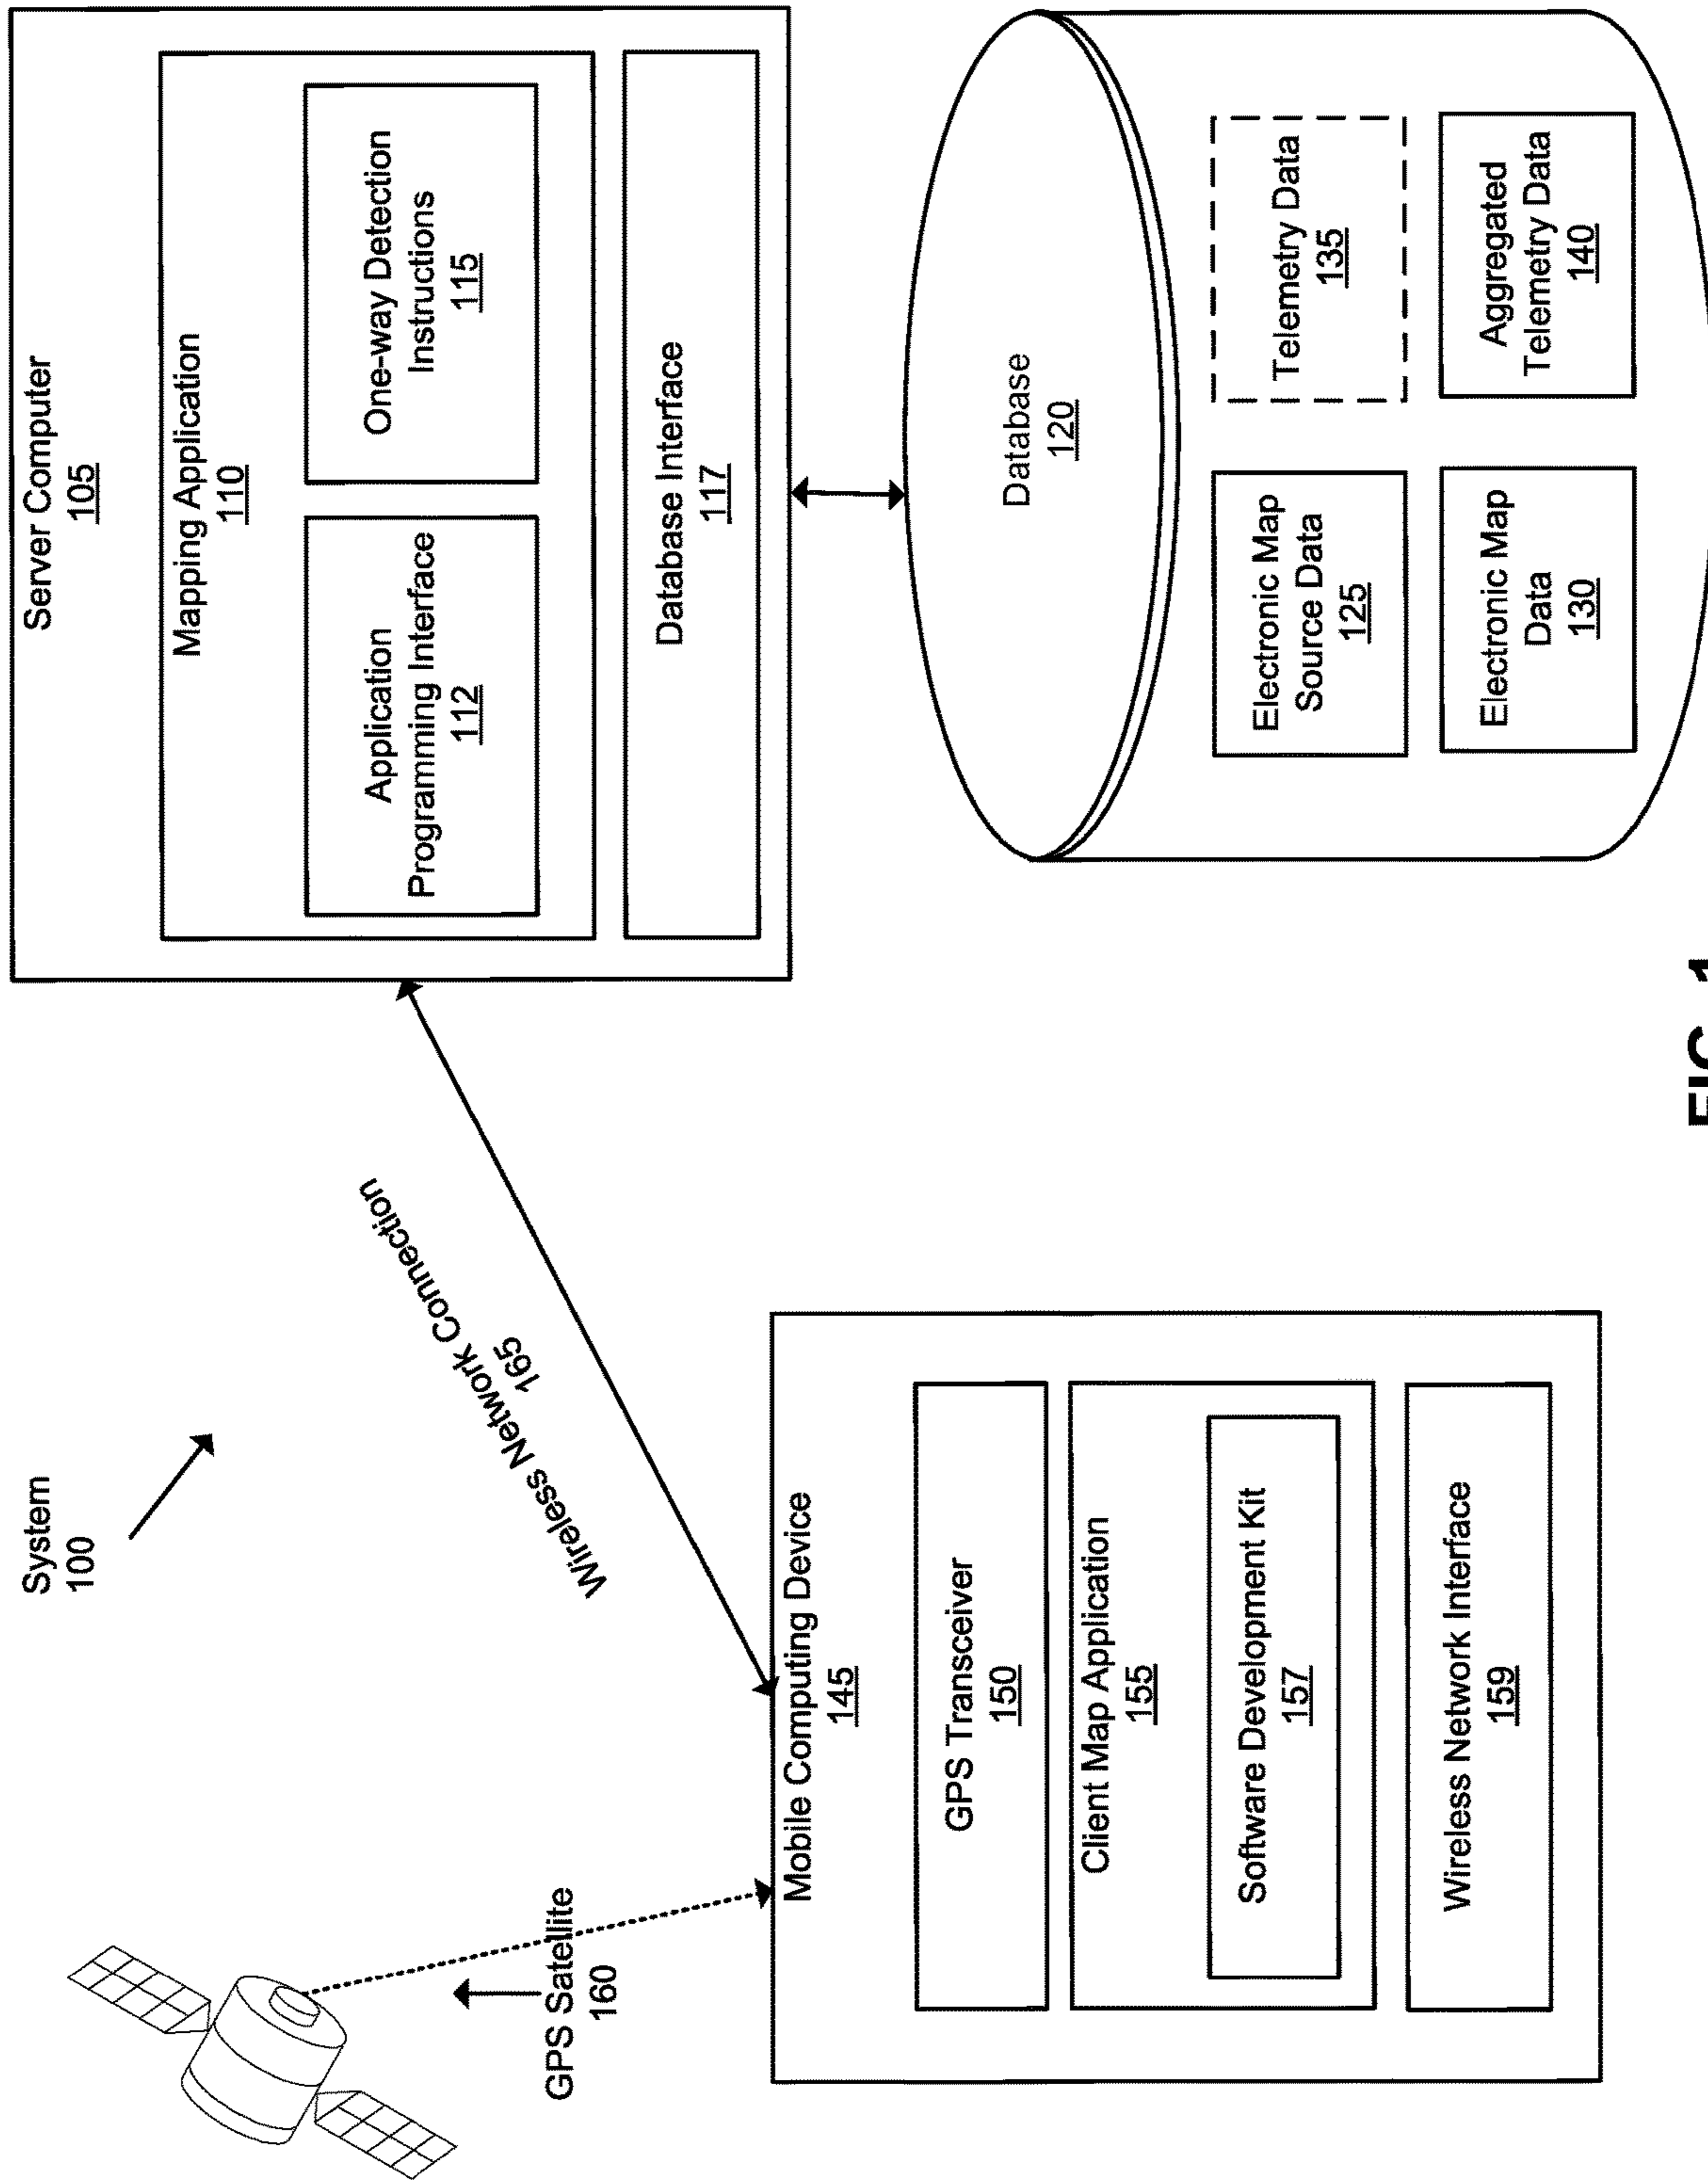 System
100
GPS Satellite
160
Wireless Network Connection
165
Mobile Computing Device
145
GPS Transceiver
150
Client Map Application
155
Software Development Kit
157
Wireless Network Interface
159
Server Computer
105
Mapping Application
110
Application
Programming Interface
112
One-way Detection
Instructions
115
Database Interface
117
Database
120
Electronic Map
Source Data
125
Telemetry Data
135
Electronic Map
Data
130
Aggregated
Telemetry Data
140
FIG. 1